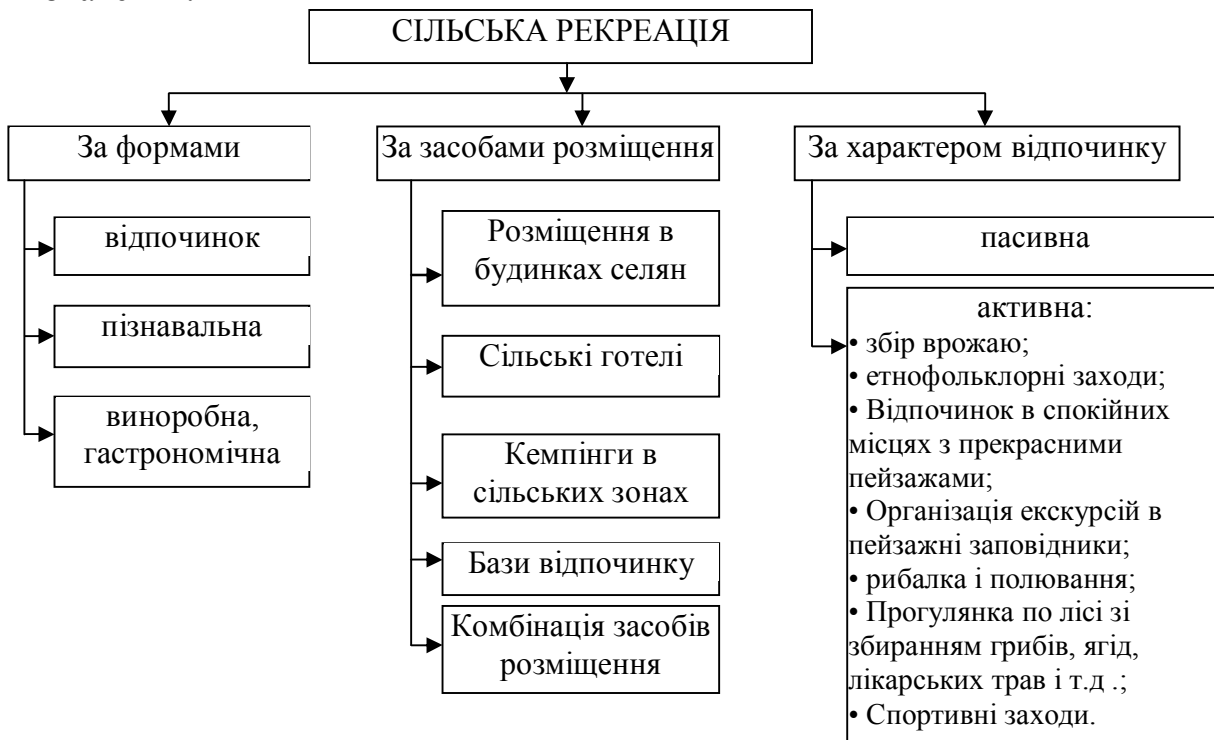 СІЛЬСЬКА РЕКРЕАЦІЯ
За формами
відпочинок
пізнавальна
виноробна,
гастрономічна
За засобами розміщення
Розміщення в
будинках селян
Сільські готелі
Кемпінги в
сільських зонах
Бази відпочинку
Комбінація засобів
розміщення
За характером відпочинку
пасивна
активна:
• збір врожаю;
• етнофольклорні заходи;
• Відпочинок в спокійних
місцях з прекрасними
пейзажами;
• Організація екскурсій в
пейзажні заповідники;
• рибалка і полювання;
• Прогулянка по лісі зі
збиранням грибів, ягід,
лікарських трав і т.д .;
• Спортивні заходи.